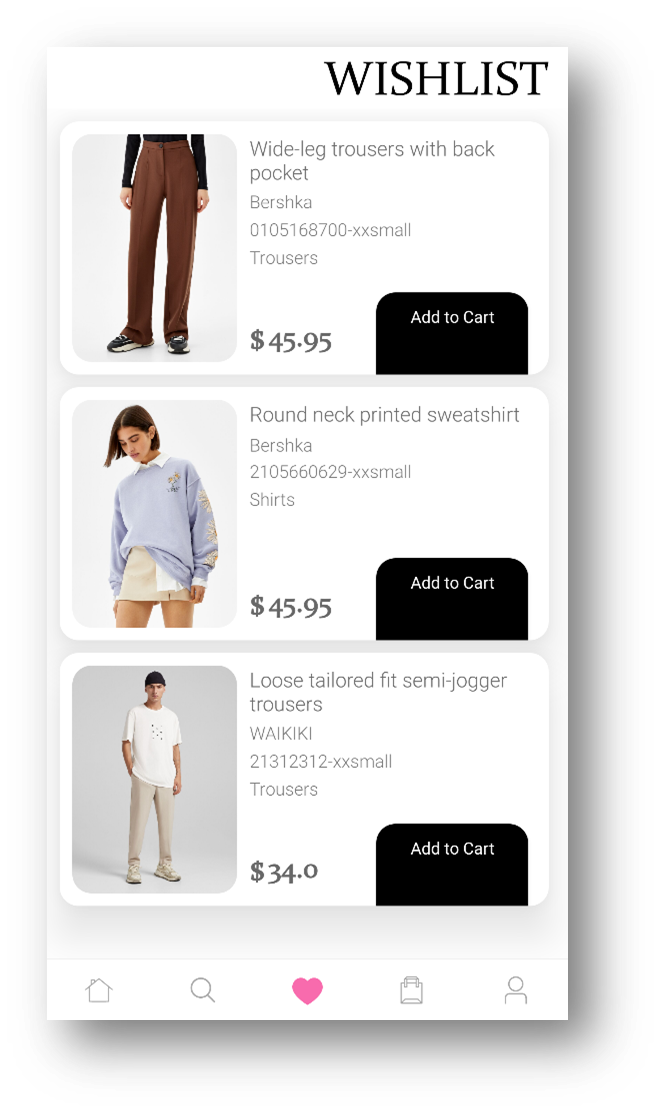 WISHLIST
Wide-leg trousers with back
pocket
Bershka
0105168700-xxsmall
Trousers
$45.95
Add to Cart
Round neck printed sweatshirt
Bershka
2105660629-xxsmall
Shirts
$45.95
Add to Cart
Loose tailored fit semi-jogger
trousers
WAIKIKI
21312312-xxsmall
Trousers
$34.0
Add to Cart